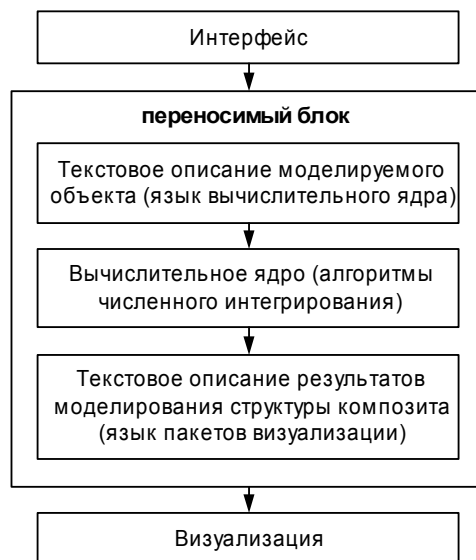 Интерфейс
переносимый блок
Текстовое описание моделируемого
объекта (язык вычислительного ядра)
Вычислительное ядро (алгоритмы
численного интегрирования)
Текстовое описание результатов
моделирования структуры композита
(язык пакетов визуализации)
Визуализация